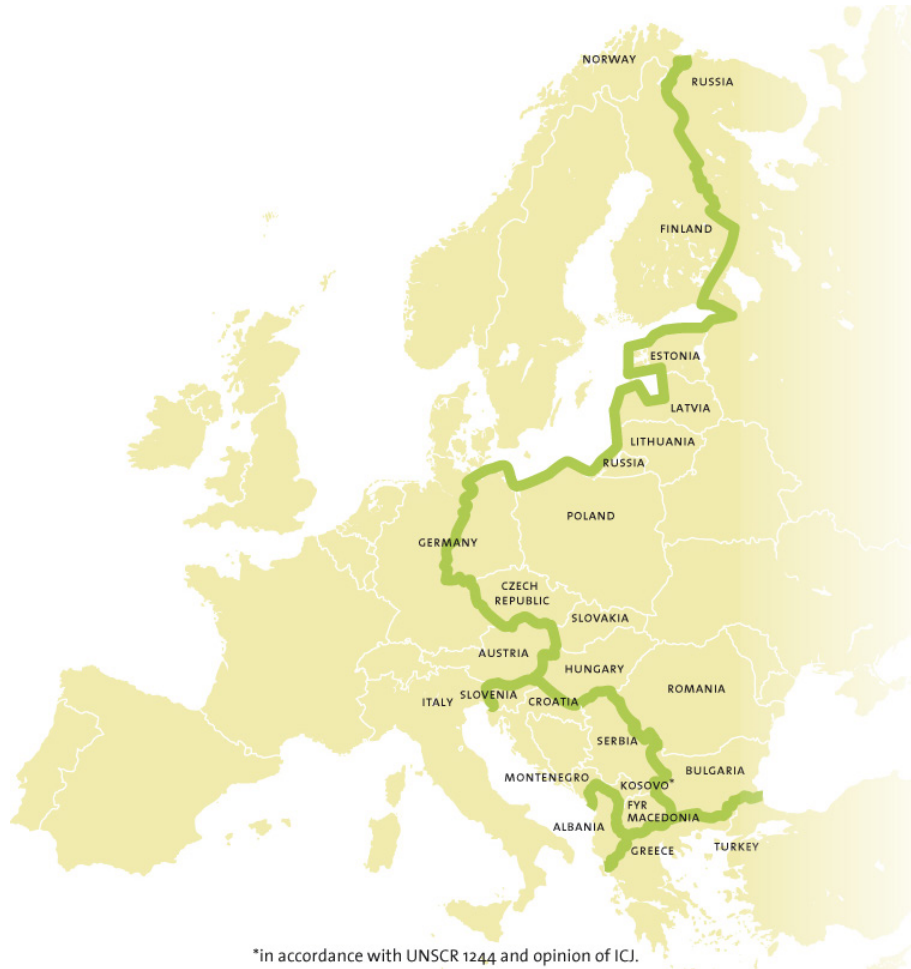 NORWAY
RUSSIA
FINLAND
ESTONIA
LATVIA
LITHUANIA
RUSSIA
POLAND
GERMANY
CZECH
REPUBLIC
SLOVAKIA
AUSTRIA
HUNGARY
ROMANIA
SLOVENIA
ITALY
CROATIA
SERBIA
BULGARIA
MONTENEGRO
KOSOVO*
FYR
MACEDONIA
ALBANIA
GREECE
TURKEY
*in accordance with UNSCR 1244 and opinion of ICJ.